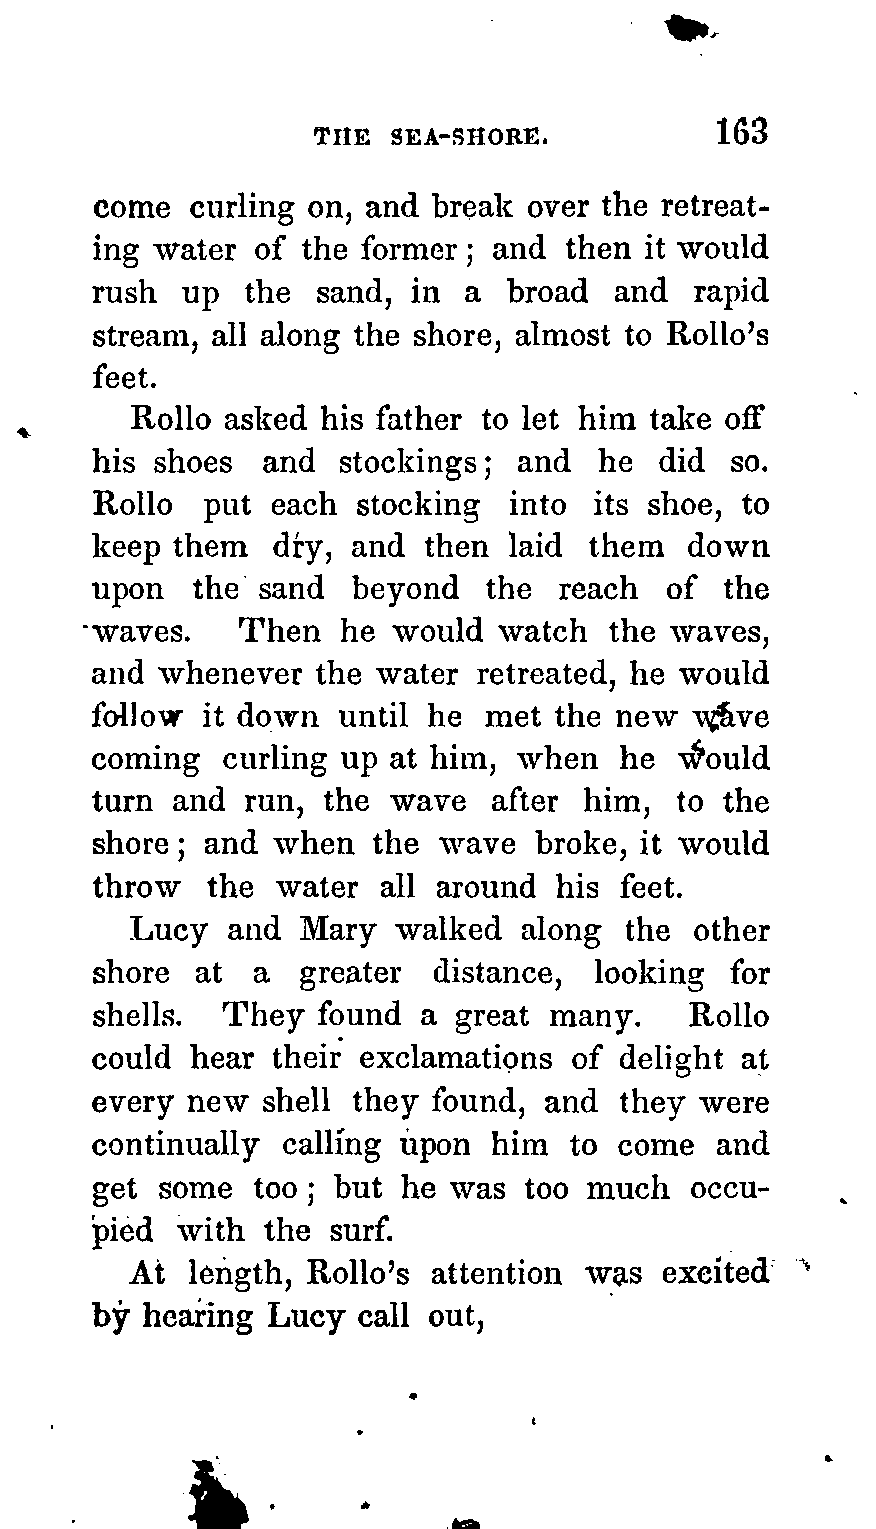 THE SEA-SHORE. 163
come curling on, and break over the retreat-
ing water of the former; and then it would
rush up the sand, in a broad and rapid
stream, all along the shore, almost to Rollo's
feet.
Rollo asked his father to let him take off
his shoes and stockings; and he did so.
Rollo put each stocking into its shoe, to
keep them dry, and then laid them down
upon the sand beyond the reach of the
waves. Then he would watch the waves,
and whenever the water retreated, he would
follow it down until he met the new wave
coming curling up at him, when he would
turn and run, the wave after him, to the
shore; and when the wave broke, it would
throw the water all around his feet.
Lucy and Mary walked along the other
shore at a greater distance, looking for
shells. They found a great many. Rollo
could hear their exclamations of delight at
every new shell they found, and they were
continually calling upon him to come and
get some too; but he was too much occu-
pied with the surf.
At length, Rollo's attention was excited
by hearing Lucy call out,